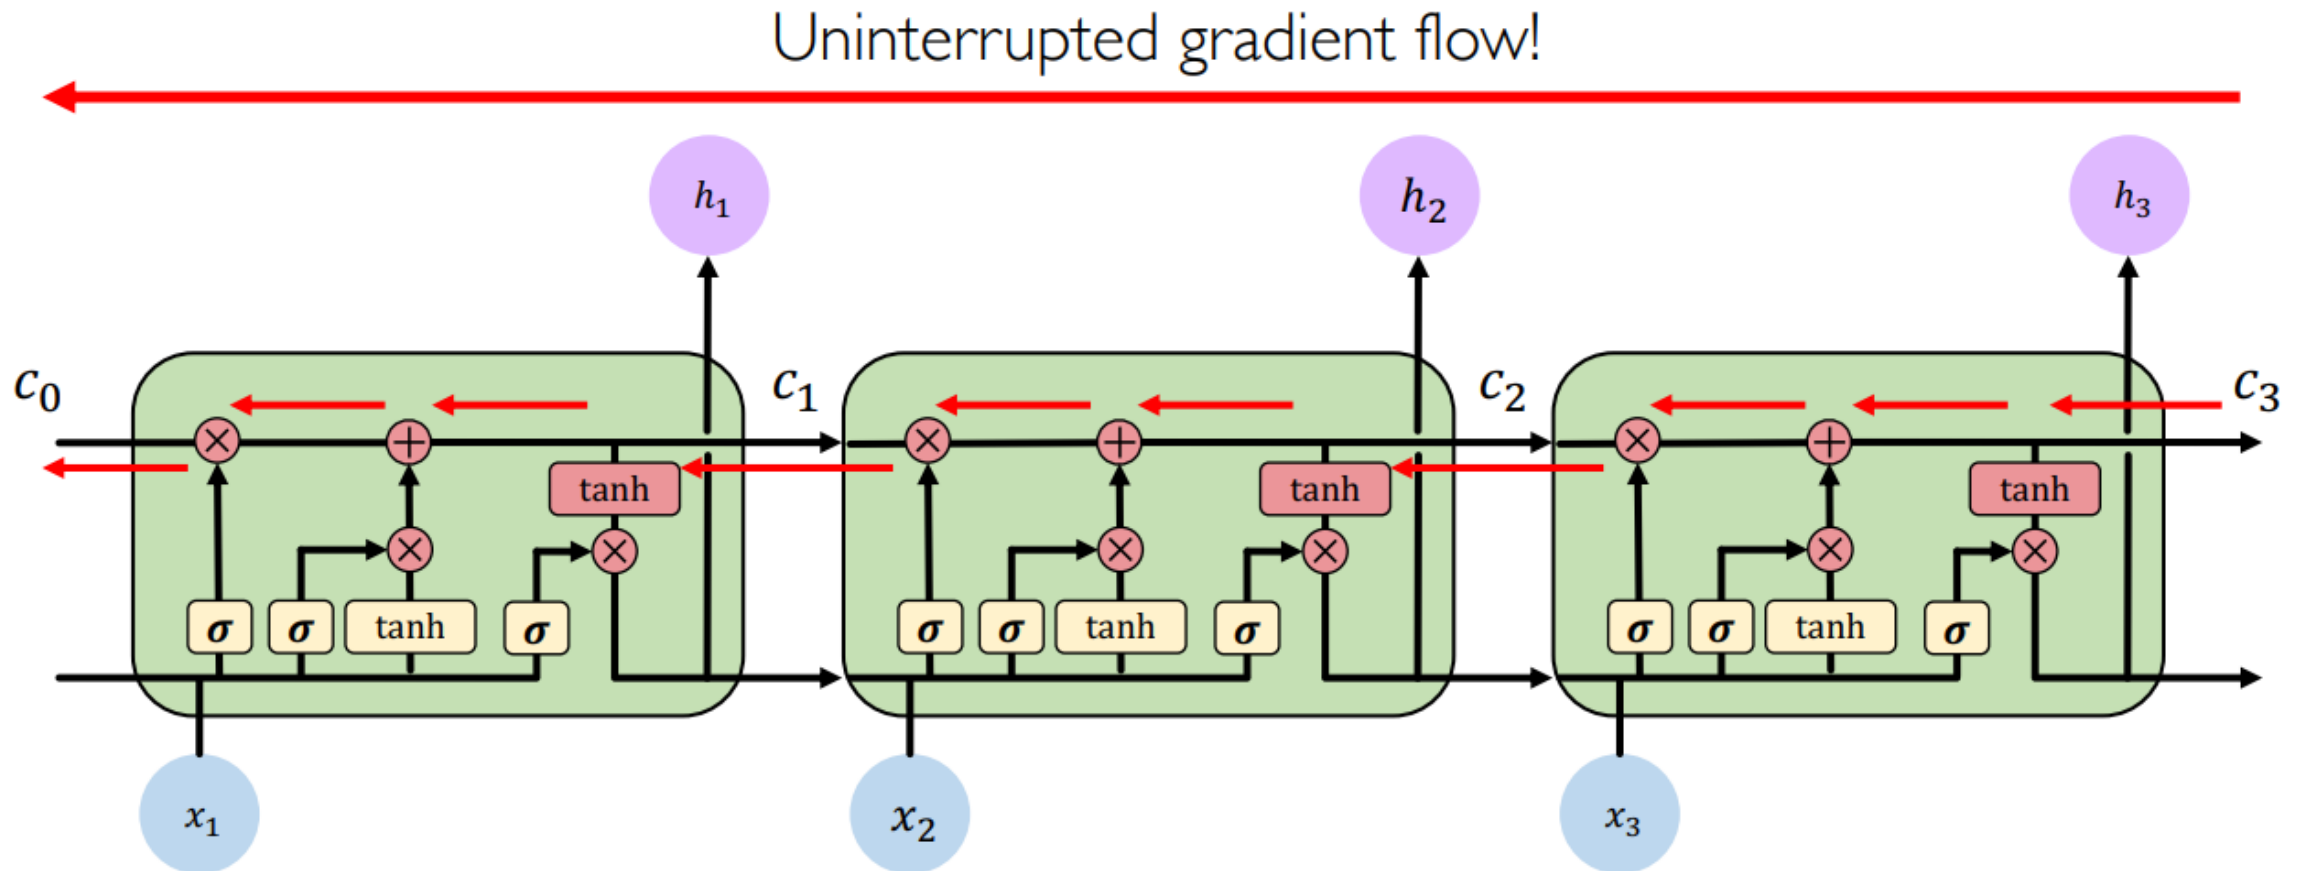 Uninterrupted gradient flow!
h₁ h₂ h₃
c₀ c₁ c₂ c₃
× + × + × +
tanh tanh tanh
× × × × × ×
σ σ tanh σ σ σ tanh σ σ σ tanh σ
x₁ x₂ x₃